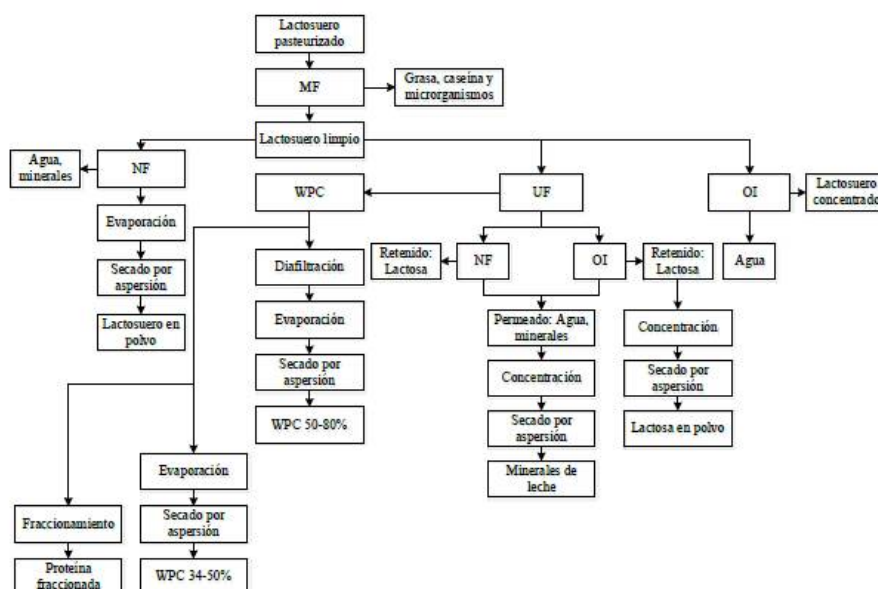 Lactosuero
pasteurizado
MF
Grasa, caseína y
microrganismos
Lactosuero limpio
Agua,
minerales
NF
WPC
UF
OI
Lactosuero
concentrado
Evaporación
Diafiltración
Retenido:
Lactosa
NF
OI
Retenido:
Lactosa
Agua
Secado por
aspersión
Lactosuero en
polvo
Evaporación
Permeado: Agua,
minerales
Concentración
Secado por
aspersión
Concentración
Secado por
aspersión
WPC 50-80%
Secado por
aspersión
Lactosa en polvo
Evaporación
Minerales de
leche
Fraccionamiento
Secado por
aspersión
Proteína
fraccionada
WPC 34-50%